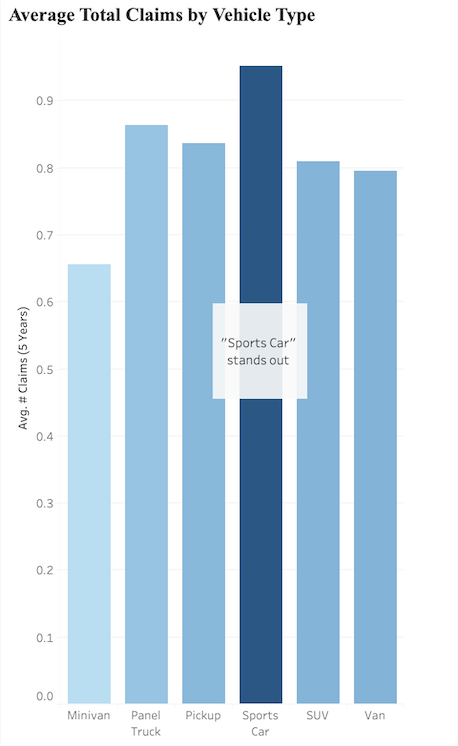 Average Total Claims by Vehicle Type
0.9
0.8
0.7
0.6
0.5
0.4
0.3
0.2
0.1
0.0
Avg. # Claims (5 Years)
"Sports Car"
stands out
Minivan
Panel
Truck
Pickup
Sports
Car
SUV
Van